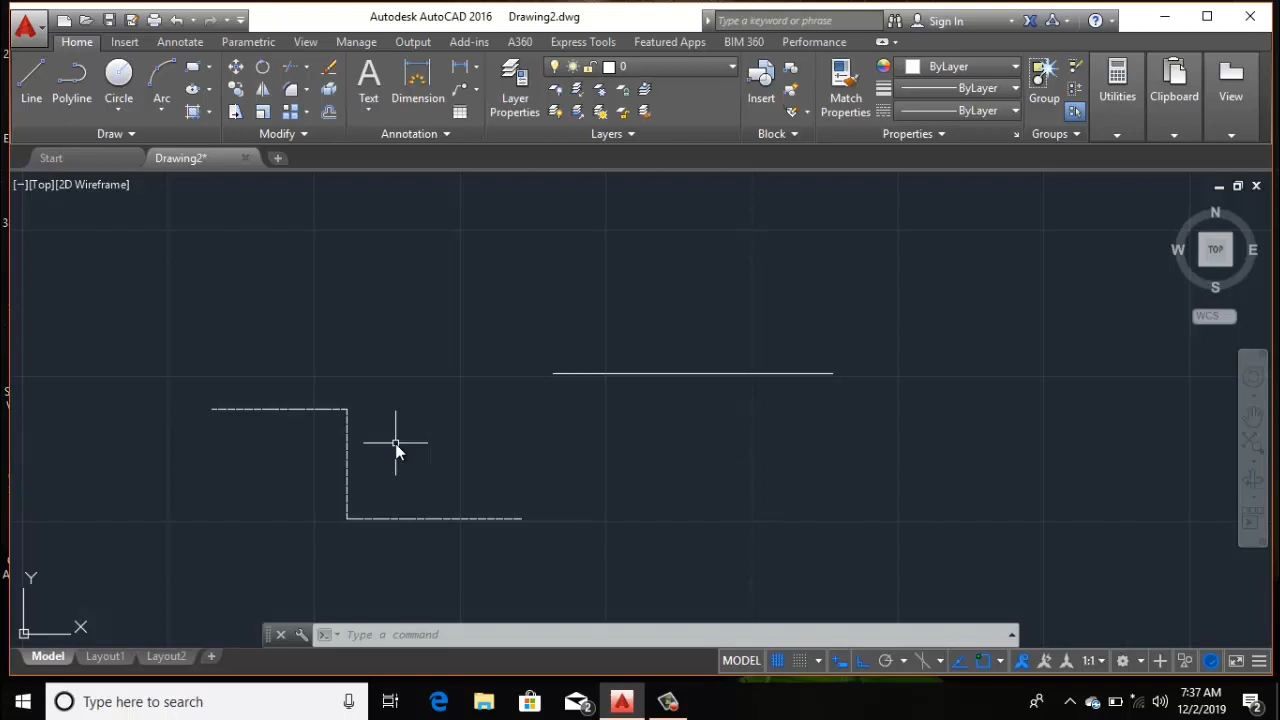 Autodesk AutoCAD 2016 Drawing2.dwg
Type a keyword or phrase
Sign In
Home Insert Annotate Parametric View Manage Output Add-ins A360 Express Tools Featured Apps BIM 360 Performance
0
ByLayer
ByLayer
ByLayer
Line Polyline Circle Arc
A
Text Dimension
Layer Properties
Insert
Match Properties
Group
Utilities
Clipboard
View
Draw Modify Annotation Layers Block Properties Groups
Start Drawing2*
[−][Top][2D Wireframe]
N
W TOP E
S
WCS
Y
X
Type a command
Model Layout1 Layout2
MODEL
1:1
Type here to search
2
7:37 AM
12/2/2019
2